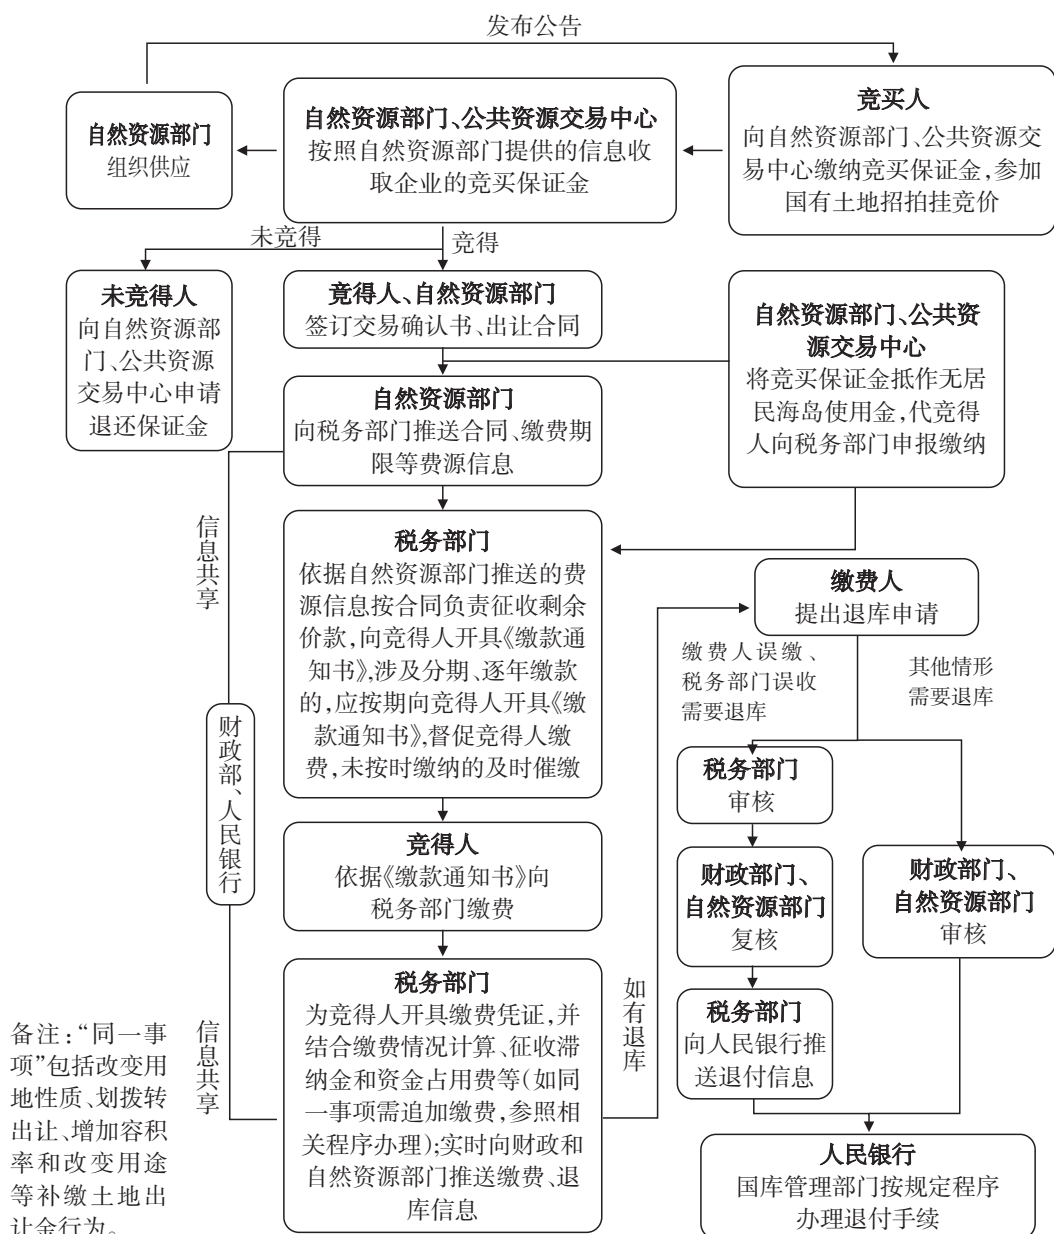 发布公告
自然资源部门
组织供应
自然资源部门、公共资源交易中心
按照自然资源部门提供的信息收
取企业的竞买保证金
竞买人
向自然资源部门、公共资源交
易中心缴纳竞买保证金,参加
国有土地招拍挂竞价
未竞得
竞得
未竞得人
向自然资源部
门、公共资源
交易中心申请
退还保证金
竞得人、自然资源部门
签订交易确认书、出让合同
自然资源部门、公共资
源交易中心
将竞买保证金抵作无居
民海岛使用金,代竞得
人向税务部门申报缴纳
自然资源部门
向税务部门推送合同、缴费期
限等费源信息
信息共享
税务部门
依据自然资源部门推送的费
源信息按合同负责征收剩余
价款,向竞得人开具《缴款通
知书》,涉及分期、逐年缴款
的,应按期向竞得人开具《缴
款通知书》,督促竞得人缴
费,未按时缴纳的及时催缴
缴费人
提出退库申请
缴费人误缴、
税务部门误收
需要退库
其他情形
需要退库
财政部、人民银行
税务部门
审核
竞得人
依据《缴款通知书》向
税务部门缴费
财政部门、
自然资源部门
复核
财政部门、
自然资源部门
审核
税务部门
为竞得人开具缴费凭证,并
结合缴费情况计算、征收滞
纳金和资金占用费等(如同
一事项需追加缴费,参照相
关程序办理);实时向财政和
自然资源部门推送缴费、退
库信息
如有退库
税务部门
向人民银行推
送退付信息
信息共享
备注:“同一事
项”包括改变用
地性质、划拨转
出让、增加容积
率和改变用途
等补缴土地出
让金行为。
人民银行
国库管理部门按规定程序
办理退付手续